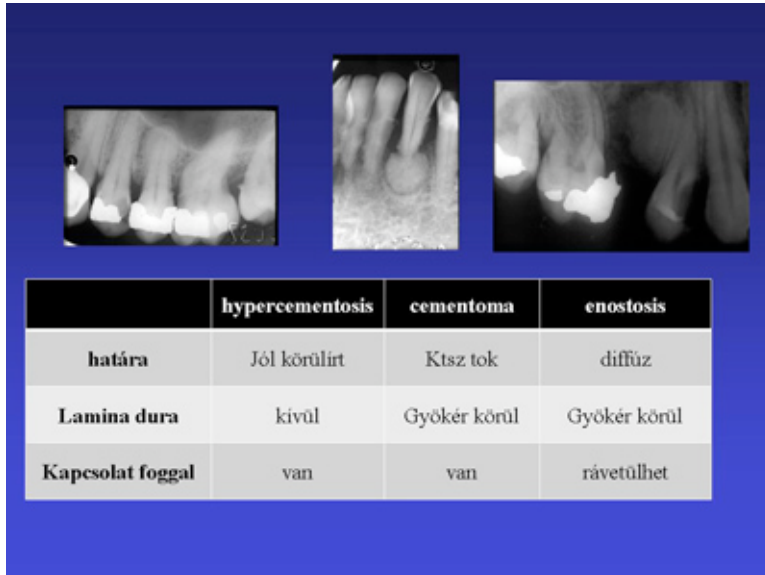 hypercementosis cementoma enostosis
határa Jól körülírt Ktsz tok diffúz
Lamina dura kívül Gyökér körül Gyökér körül
Kapcsolat foggal van van rávetülhet